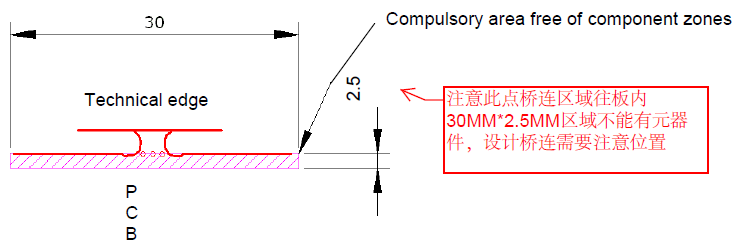 30
Compulsory area free of component zones
2.5
Technical edge
注意此点桥连区域往板内
30MM*2.5MM区域不能有元器
件，设计桥连需要注意位置
P
C
B